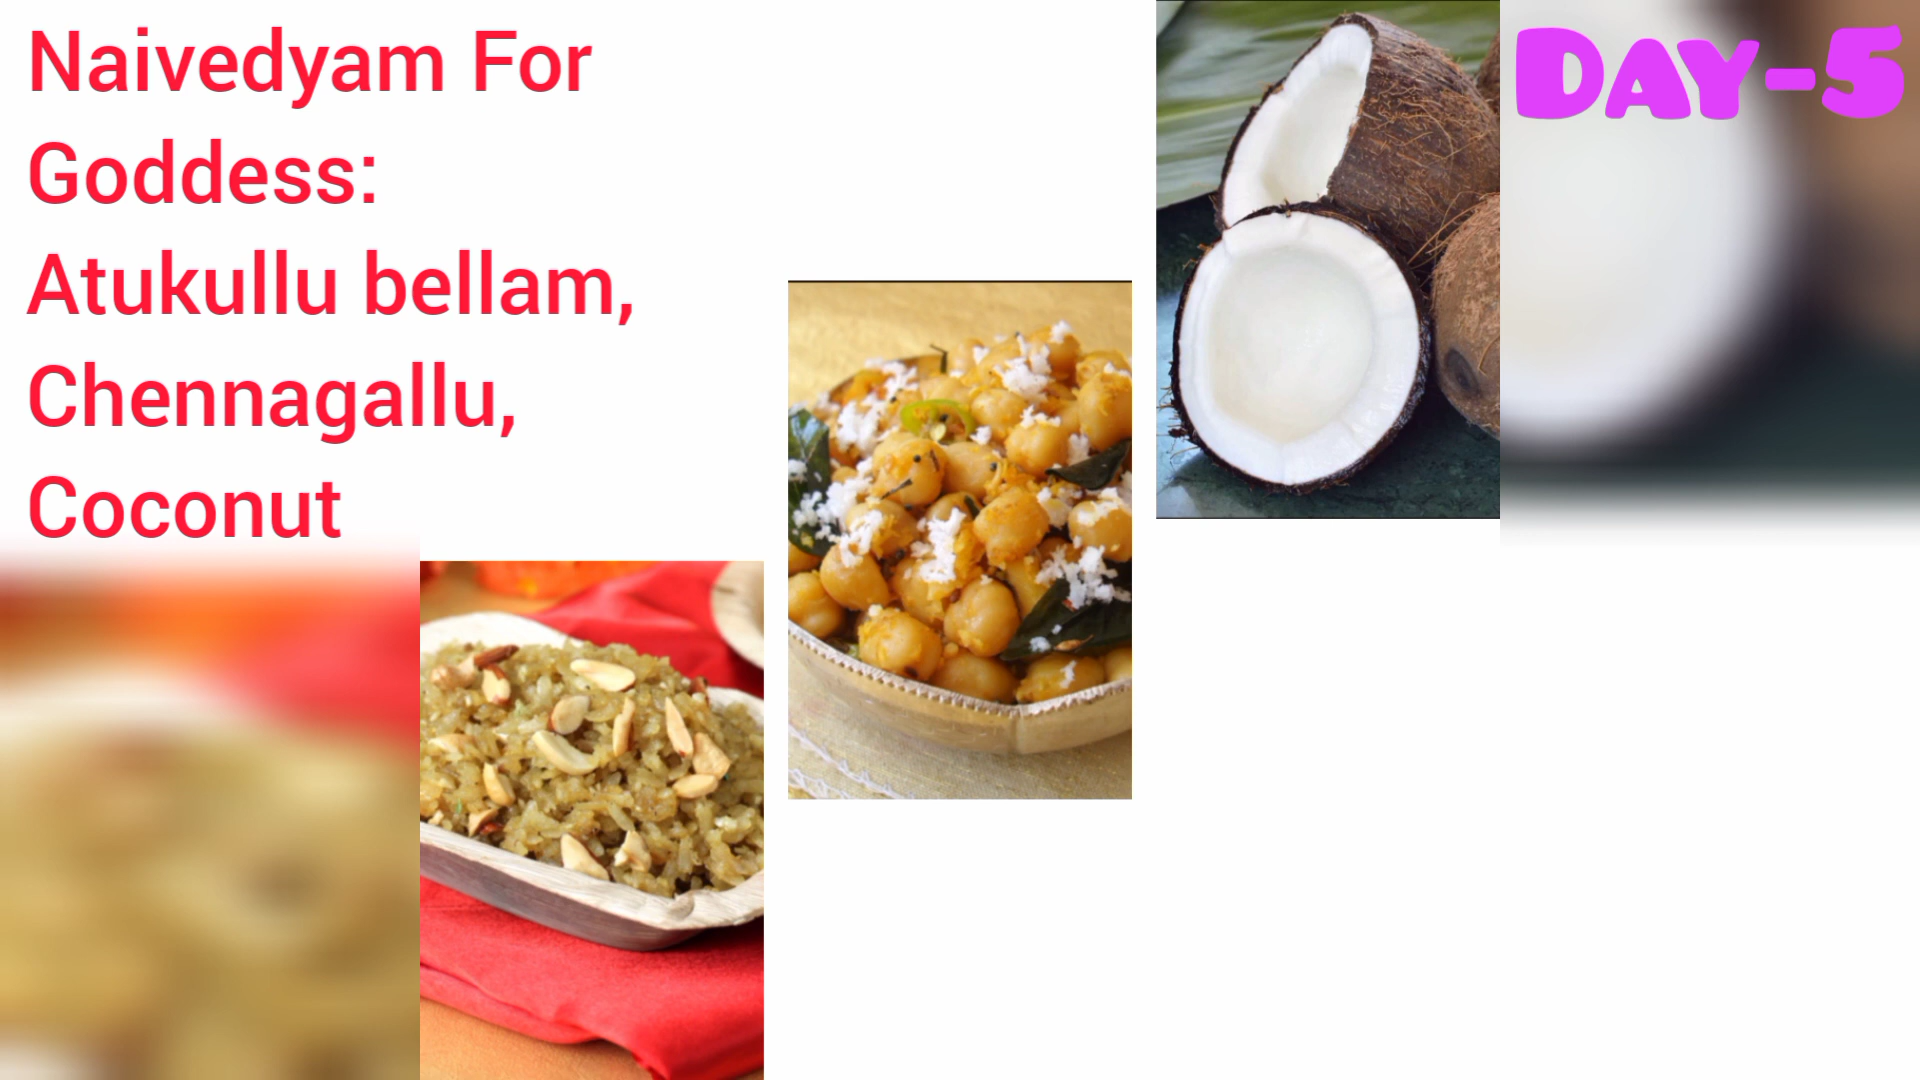 Naivedyam For
Goddess:
Atukullu bellam,
Chennagallu,
Coconut
DAY-5